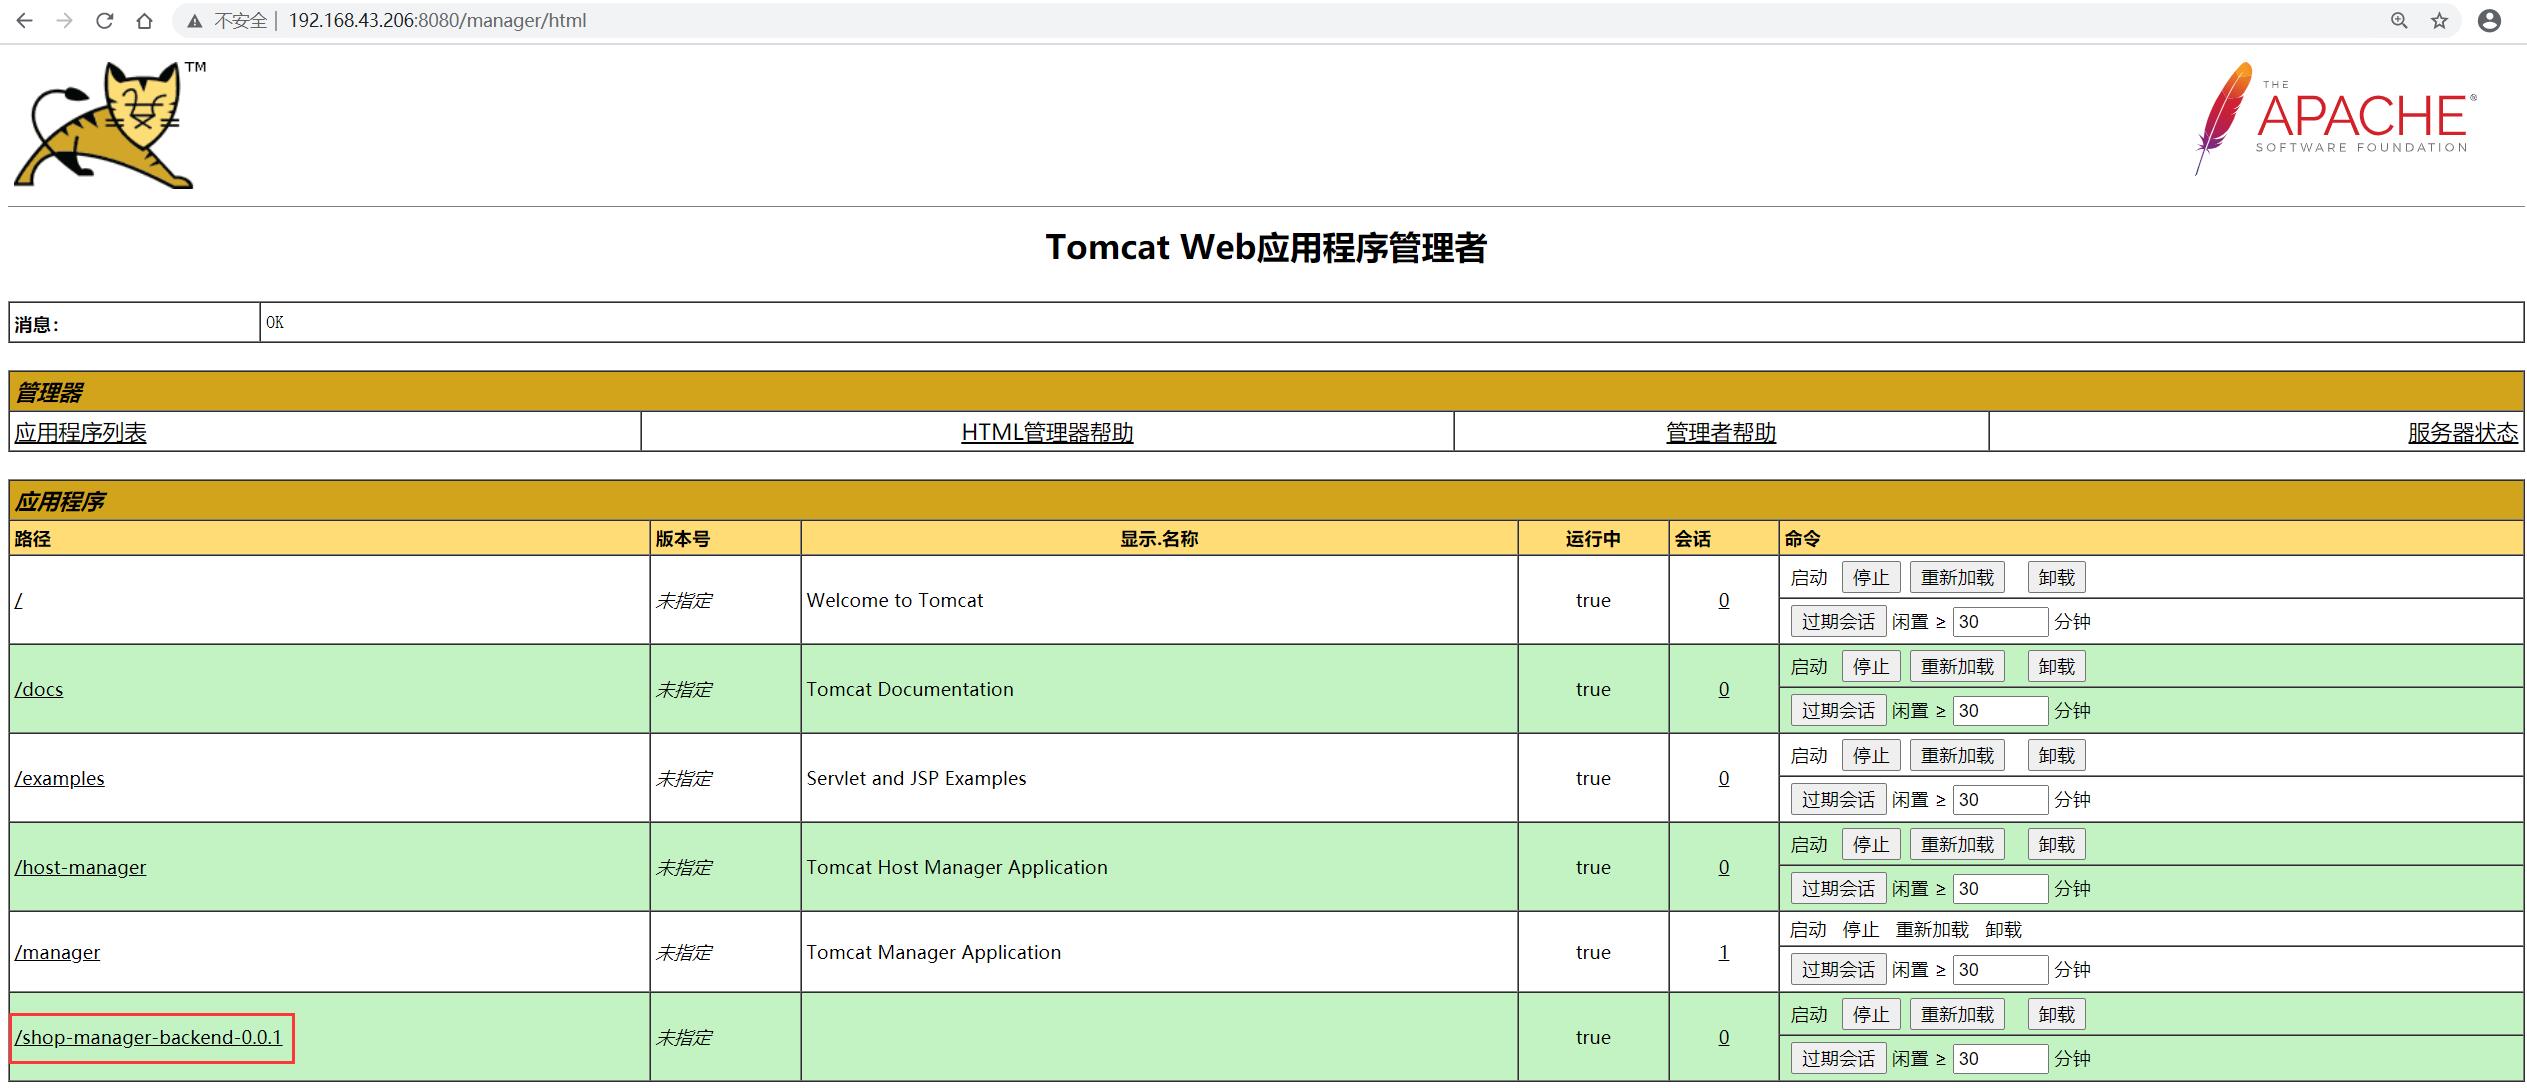 不安全 | 192.168.43.206:8080/manager/html
TM
THE
APACHE®
SOFTWARE FOUNDATION
Tomcat Web应用程序管理者
消息: OK
管理器
应用程序列表 HTML管理器帮助 管理者帮助 服务器状态
应用程序
路径 版本号 显示.名称 运行中 会话 命令
/ 未指定 Welcome to Tomcat true 0 启动 停止 重新加载 卸载
过期会话 闲置 ≥ 30 分钟
/docs 未指定 Tomcat Documentation true 0 启动 停止 重新加载 卸载
过期会话 闲置 ≥ 30 分钟
/examples 未指定 Servlet and JSP Examples true 0 启动 停止 重新加载 卸载
过期会话 闲置 ≥ 30 分钟
/host-manager 未指定 Tomcat Host Manager Application true 0 启动 停止 重新加载 卸载
过期会话 闲置 ≥ 30 分钟
/manager 未指定 Tomcat Manager Application true 1 启动 停止 重新加载 卸载
过期会话 闲置 ≥ 30 分钟
/shop-manager-backend-0.0.1 未指定 true 0 启动 停止 重新加载 卸载
过期会话 闲置 ≥ 30 分钟